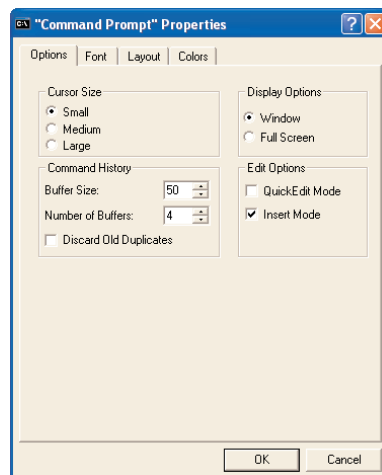 "Command Prompt" Properties
Options Font Layout Colors
Cursor Size
Small
Medium
Large
Display Options
Window
Full Screen
Command History
Buffer Size: 50
Number of Buffers: 4
Discard Old Duplicates
Edit Options
QuickEdit Mode
Insert Mode
OK Cancel